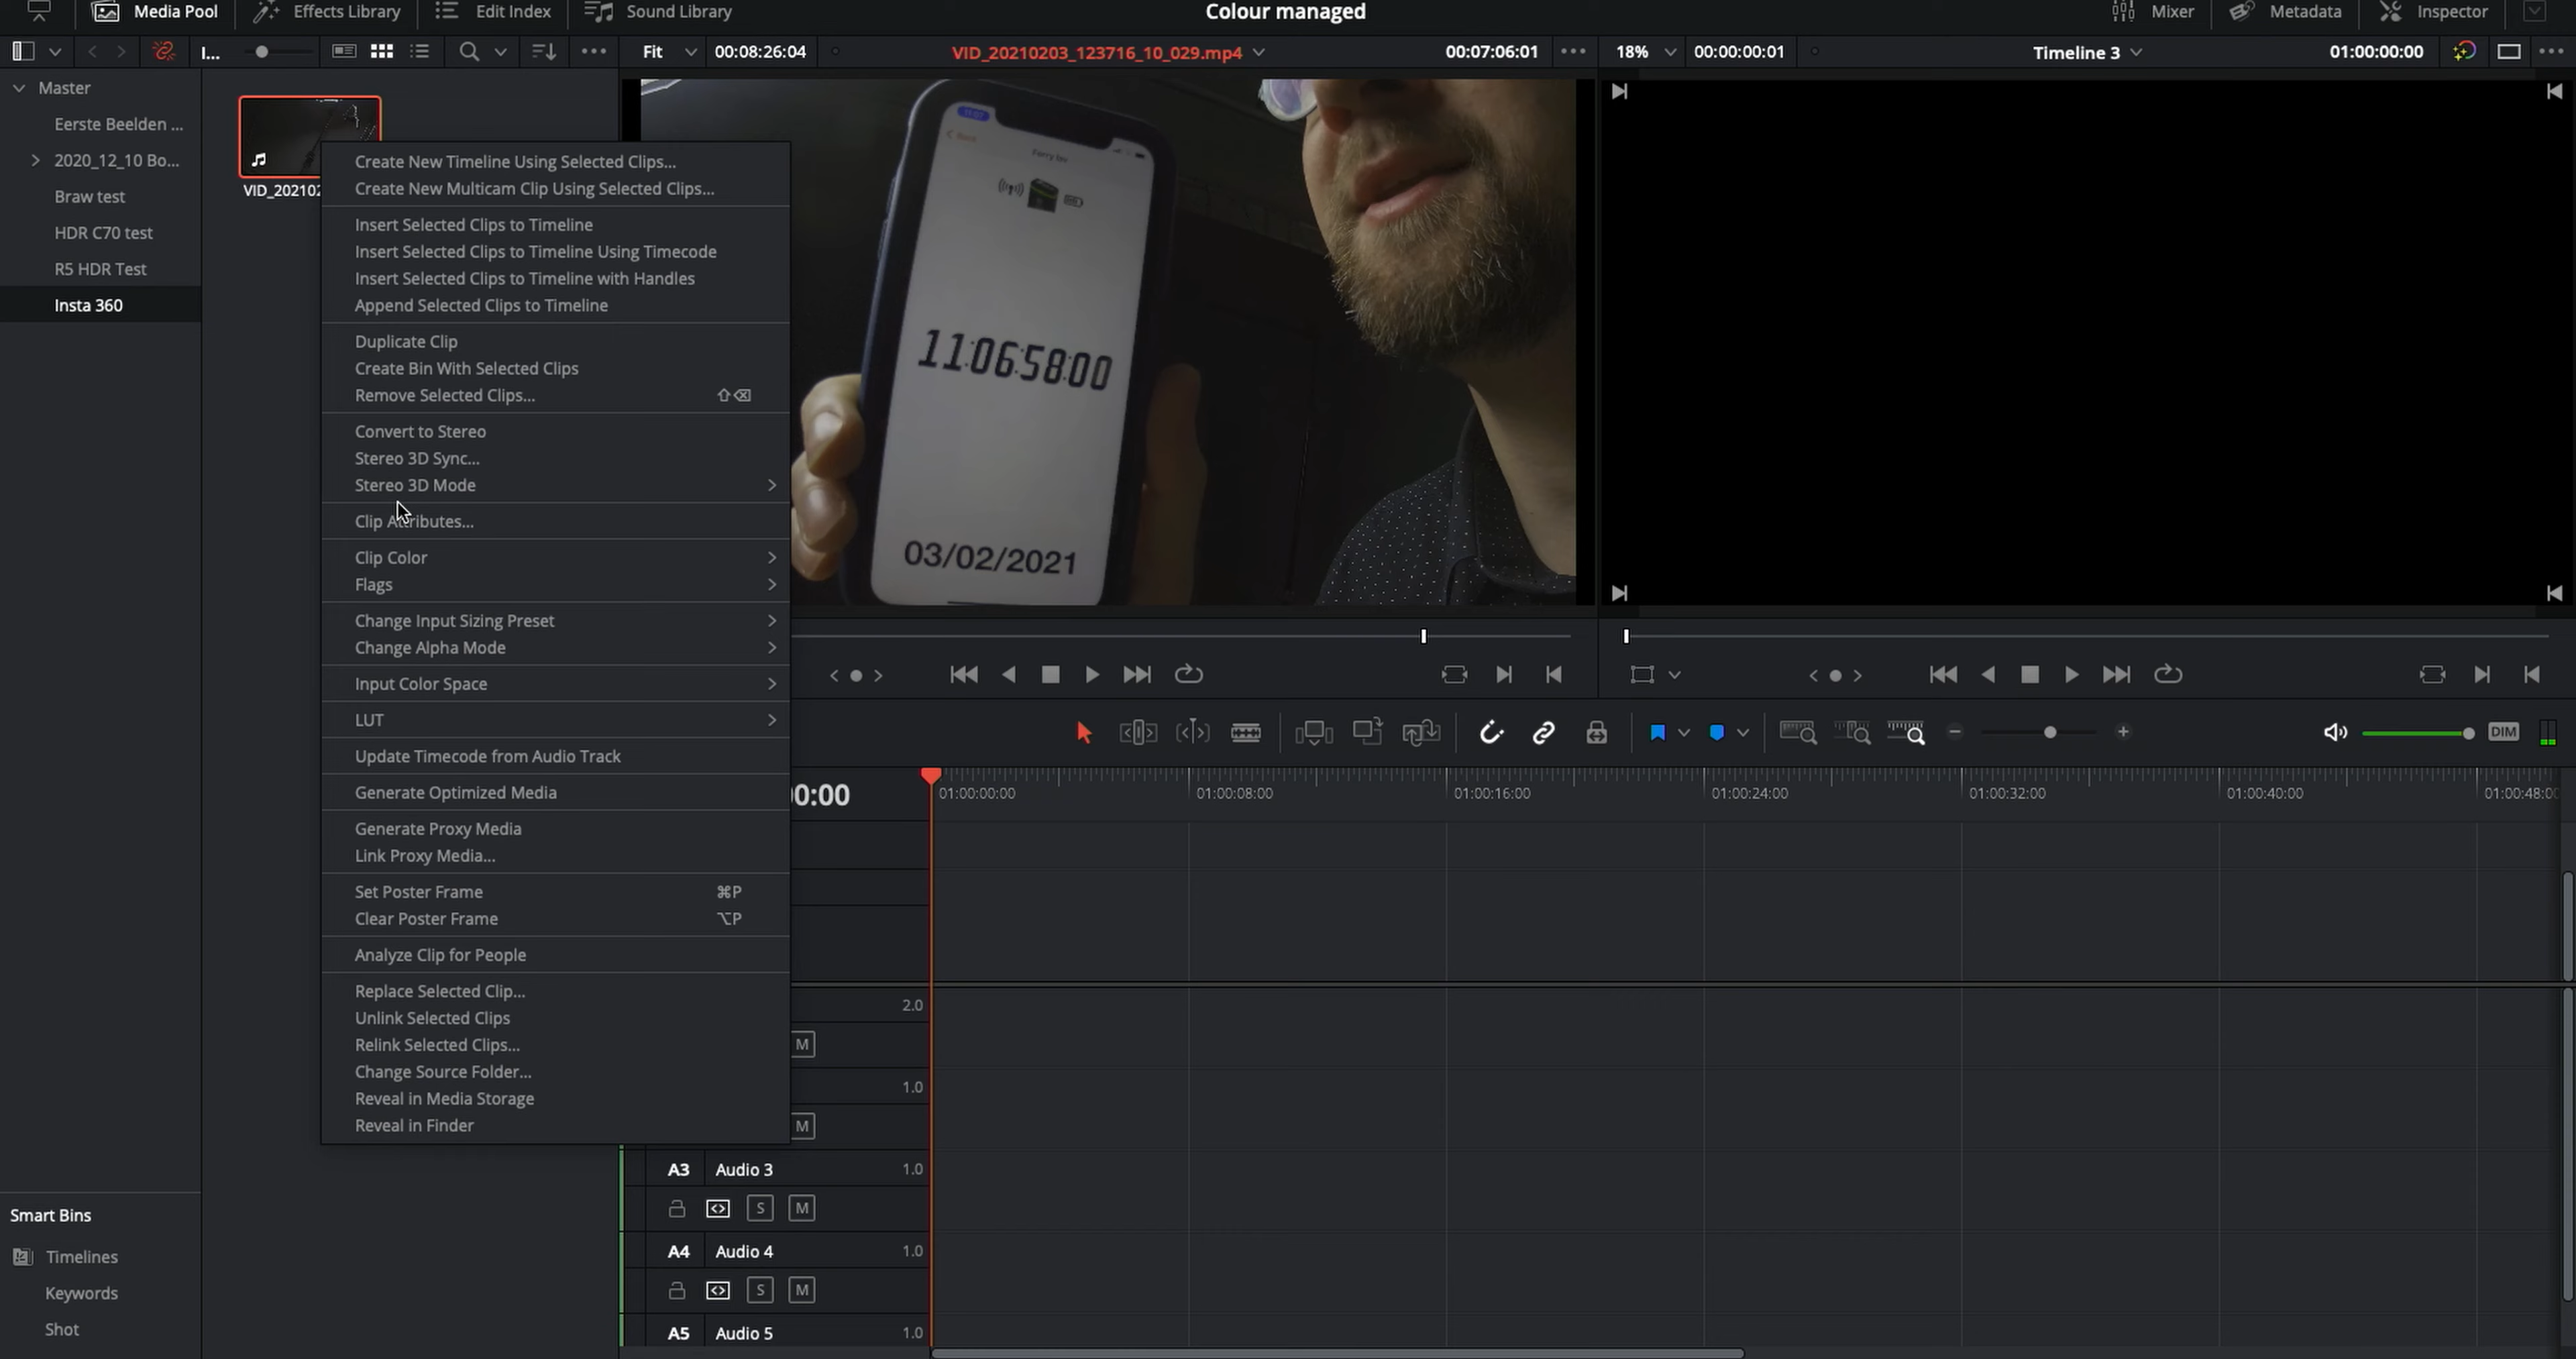 Media Pool
Effects Library
Edit Index
Sound Library
Colour managed
Mixer
Metadata
Inspector
I...
Fit
00:08:26:04
VID_20210203_123716_10_029.mp4
00:07:06:01
18%
00:00:00:01
Timeline 3
01:00:00:00
Master
Eerste Beelden ...
2020_12_10 Bo...
Braw test
HDR C70 test
R5 HDR Test
Insta 360
VID_202102
Create New Timeline Using Selected Clips...
Create New Multicam Clip Using Selected Clips...
Insert Selected Clips to Timeline
Insert Selected Clips to Timeline Using Timecode
Insert Selected Clips to Timeline with Handles
Append Selected Clips to Timeline
Duplicate Clip
Create Bin With Selected Clips
Remove Selected Clips... ⇧⌫
Convert to Stereo
Stereo 3D Sync...
Stereo 3D Mode
Clip Attributes...
Clip Color
Flags
Change Input Sizing Preset
Change Alpha Mode
Input Color Space
LUT
Update Timecode from Audio Track
Generate Optimized Media
Generate Proxy Media
Link Proxy Media...
Set Poster Frame ⌘P
Clear Poster Frame ⌥P
Analyze Clip for People
Replace Selected Clip...
Unlink Selected Clips
Relink Selected Clips...
Change Source Folder...
Reveal in Media Storage
Reveal in Finder
11:06:58:00
03/02/2021
DIM
00:00
01:00:00:00
01:00:08:00
01:00:16:00
01:00:24:00
01:00:32:00
01:00:40:00
01:00:48:00
2.0
M
1.0
M
A3 Audio 3 1.0
S M
A4 Audio 4 1.0
S M
A5 Audio 5 1.0
Smart Bins
Timelines
Keywords
Shot